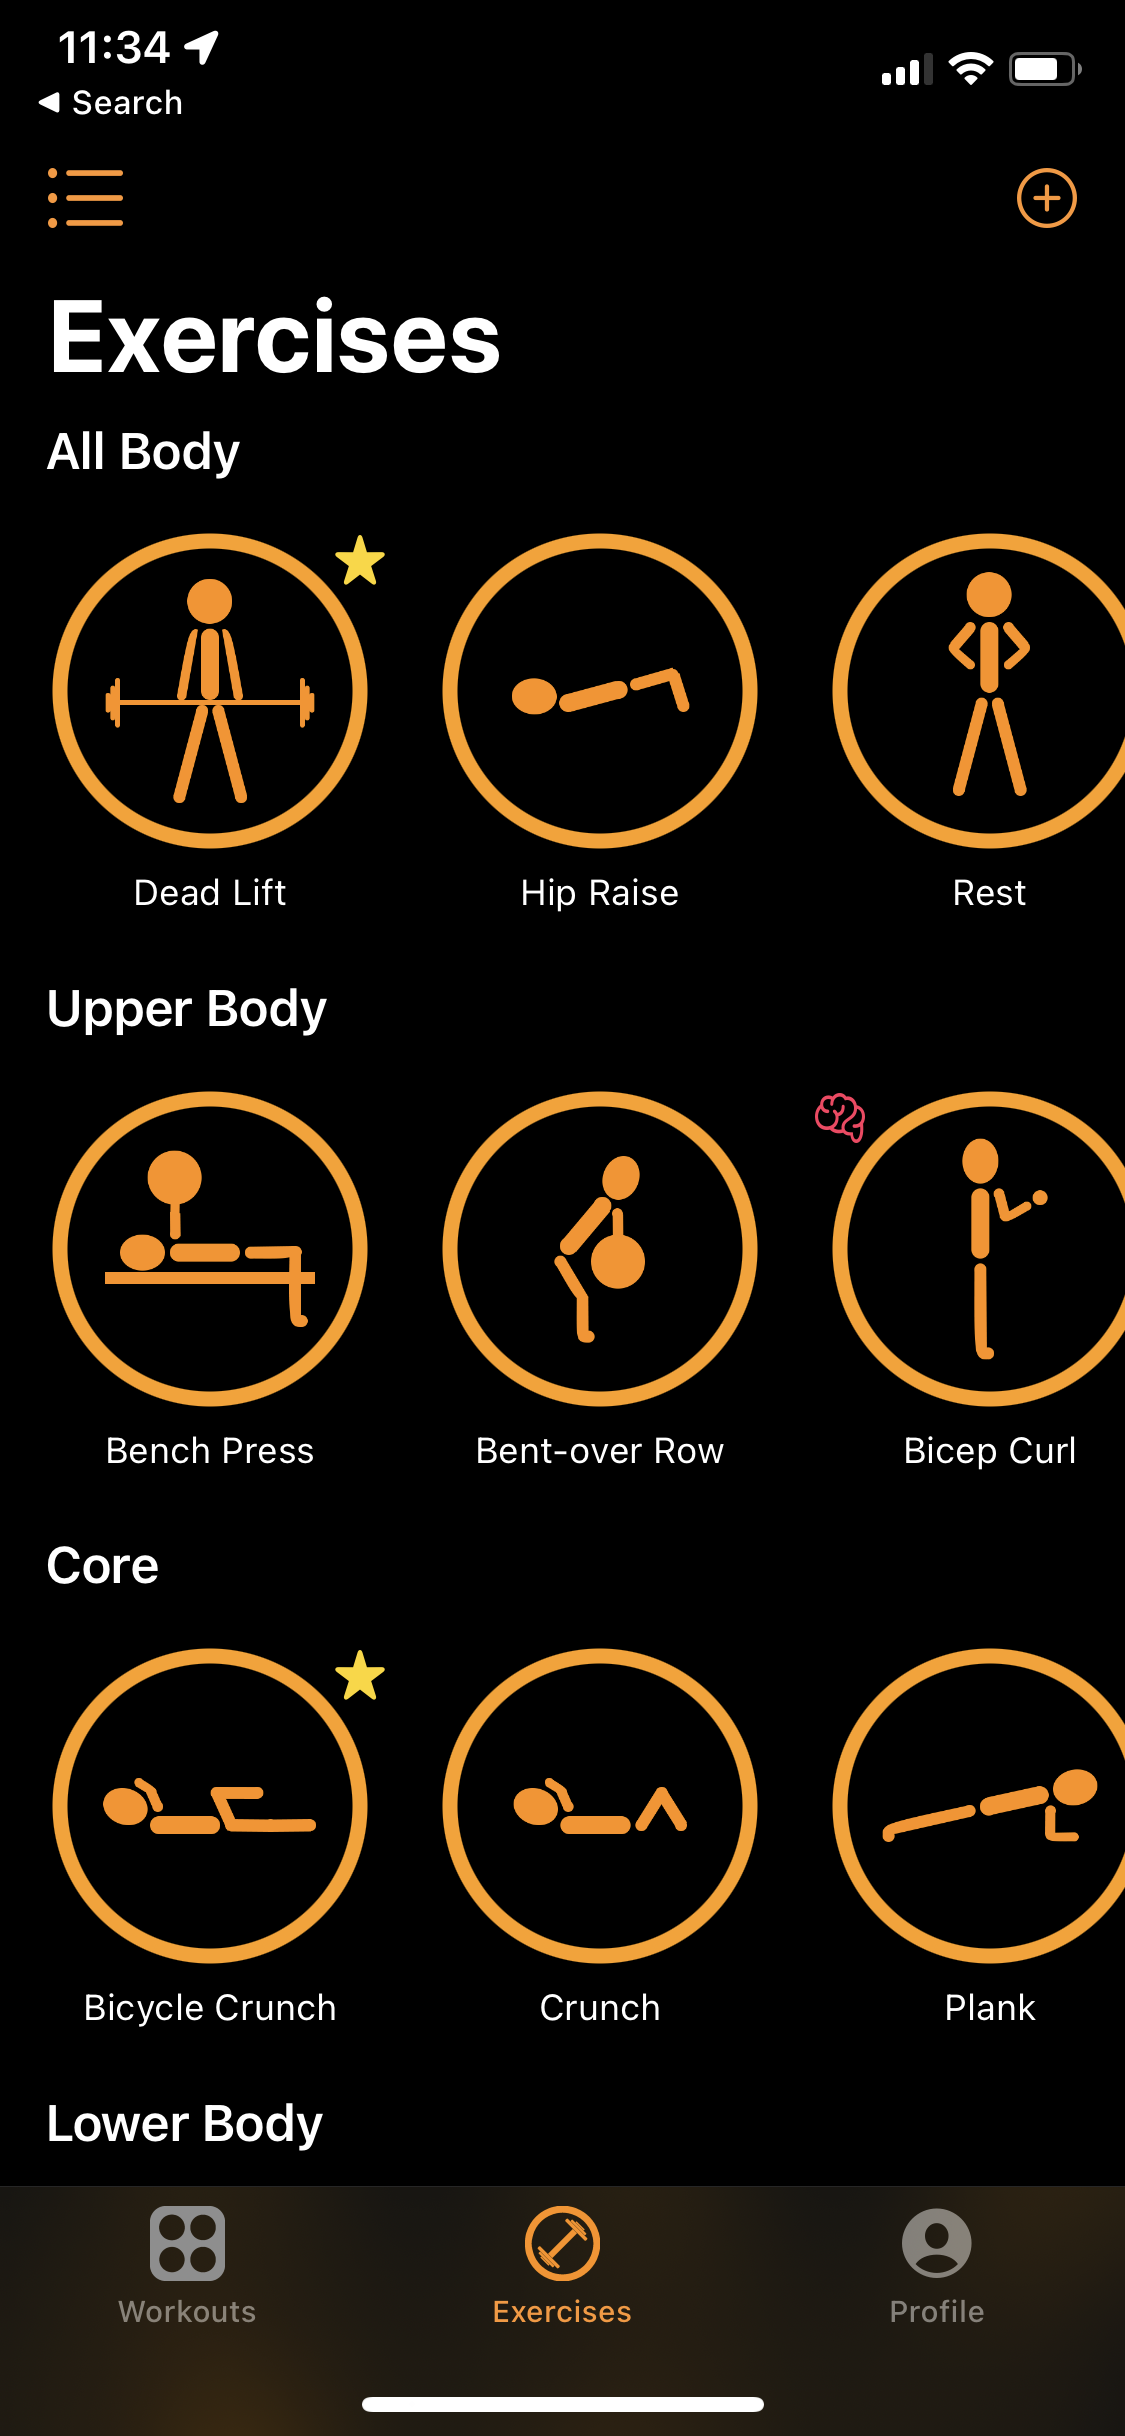 11:34
Search
Exercises
All Body
Dead Lift
Hip Raise
Rest
Upper Body
Bench Press
Bent-over Row
Bicep Curl
Core
Bicycle Crunch
Crunch
Plank
Lower Body
Workouts
Exercises
Profile